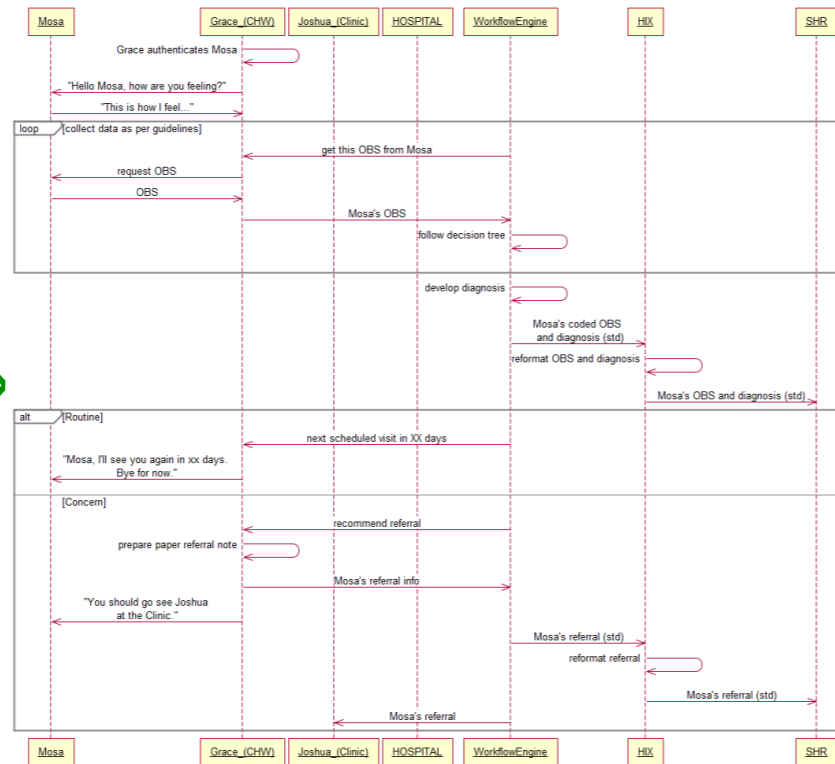 Mosa
Grace_(CHW)
Joshua_(Clinic)
HOSPITAL
WorkflowEngine
HIX
SHR
Grace authenticates Mosa
"Hello Mosa, how are you feeling?"
"This is how I feel..."
loop
[collect data as per guidelines]
get this OBS from Mosa
request OBS
OBS
Mosa's OBS
follow decision tree
develop diagnosis
Mosa's coded OBS
and diagnosis (std)
reformat OBS and diagnosis
Mosa's OBS and diagnosis (std)
alt
[Routine]
next scheduled visit in XX days
"Mosa, I'll see you again in xx days.
Bye for now."
[Concern]
recommend referral
prepare paper referral note
Mosa's referral info
"You should go see Joshua
at the Clinic."
Mosa's referral (std)
reformat referral
Mosa's referral (std)
Mosa's referral
Mosa
Grace_(CHW)
Joshua_(Clinic)
HOSPITAL
WorkflowEngine
HIX
SHR